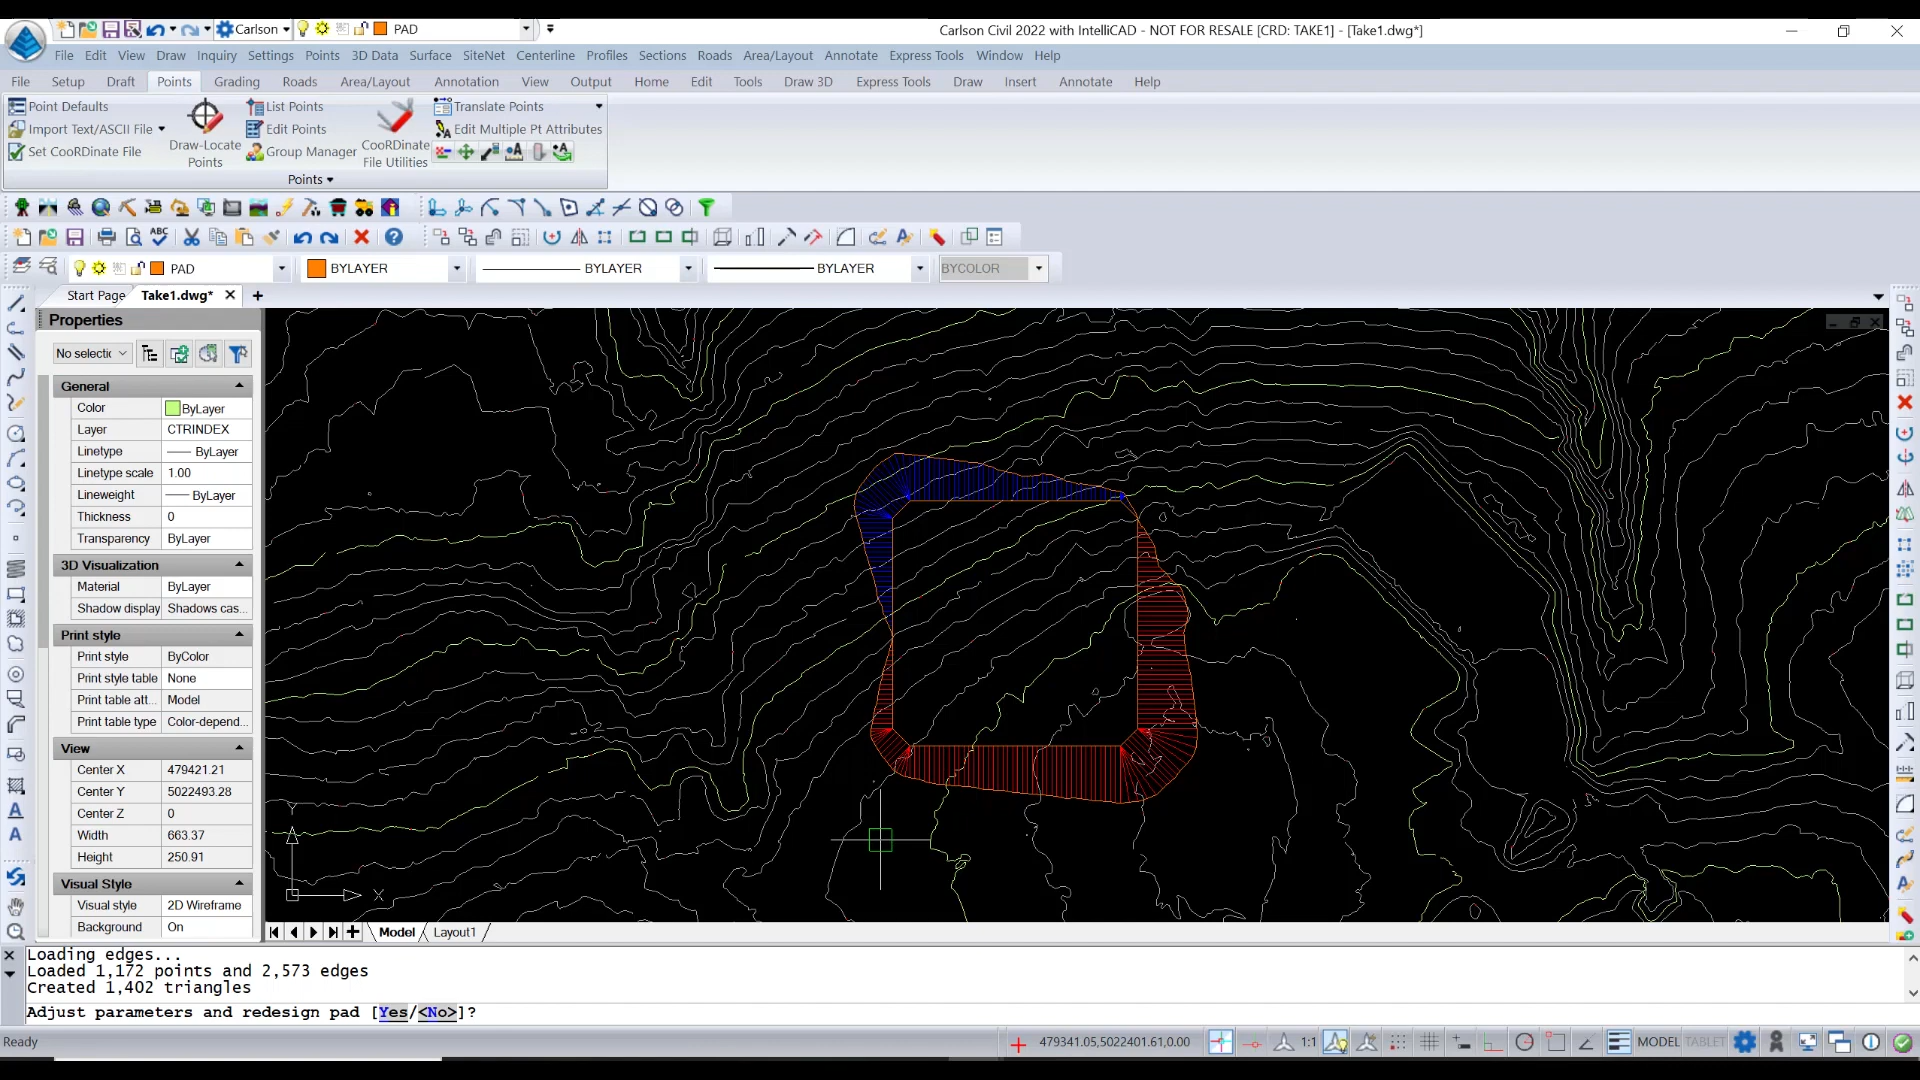 Carlson
PAD
Carlson Civil 2022 with IntelliCAD - NOT FOR RESALE [CRD: TAKE1] - [Take1.dwg*]
File Edit View Draw Inquiry Settings Points 3D Data Surface SiteNet Centerline Profiles Sections Roads Area/Layout Annotate Express Tools Window Help
File Setup Draft Points Grading Roads Area/Layout Annotation View Output Home Edit Tools Draw 3D Express Tools Draw Insert Annotate Help
Point Defaults
Import Text/ASCII File
Set CooRDinate File
Draw-Locate
Points
List Points
Edit Points
Group Manager
CooRDinate
File Utilities
Translate Points
Edit Multiple Pt Attributes
Points
ABC
PAD BYLAYER BYLAYER BYLAYER BYCOLOR
Start Page Take1.dwg*
Properties
No selectic
General
Color ByLayer
Layer CTRINDEX
Linetype ByLayer
Linetype scale 1.00
Lineweight ByLayer
Thickness 0
Transparency ByLayer
3D Visualization
Material ByLayer
Shadow display Shadows cas...
Print style
Print style ByColor
Print style table None
Print table att... Model
Print table type Color-depend...
View
Center X 479421.21
Center Y 5022493.28
Center Z 0
Width 663.37
Height 250.91
Visual Style
Visual style 2D Wireframe
Background On
Y
X
Model Layout1
Loading edges...
Loaded 1,172 points and 2,573 edges
Created 1,402 triangles
Adjust parameters and redesign pad [Yes/<No>]?
Ready
479341.05,5022401.61,0.00
1:1
MODEL
TABLET